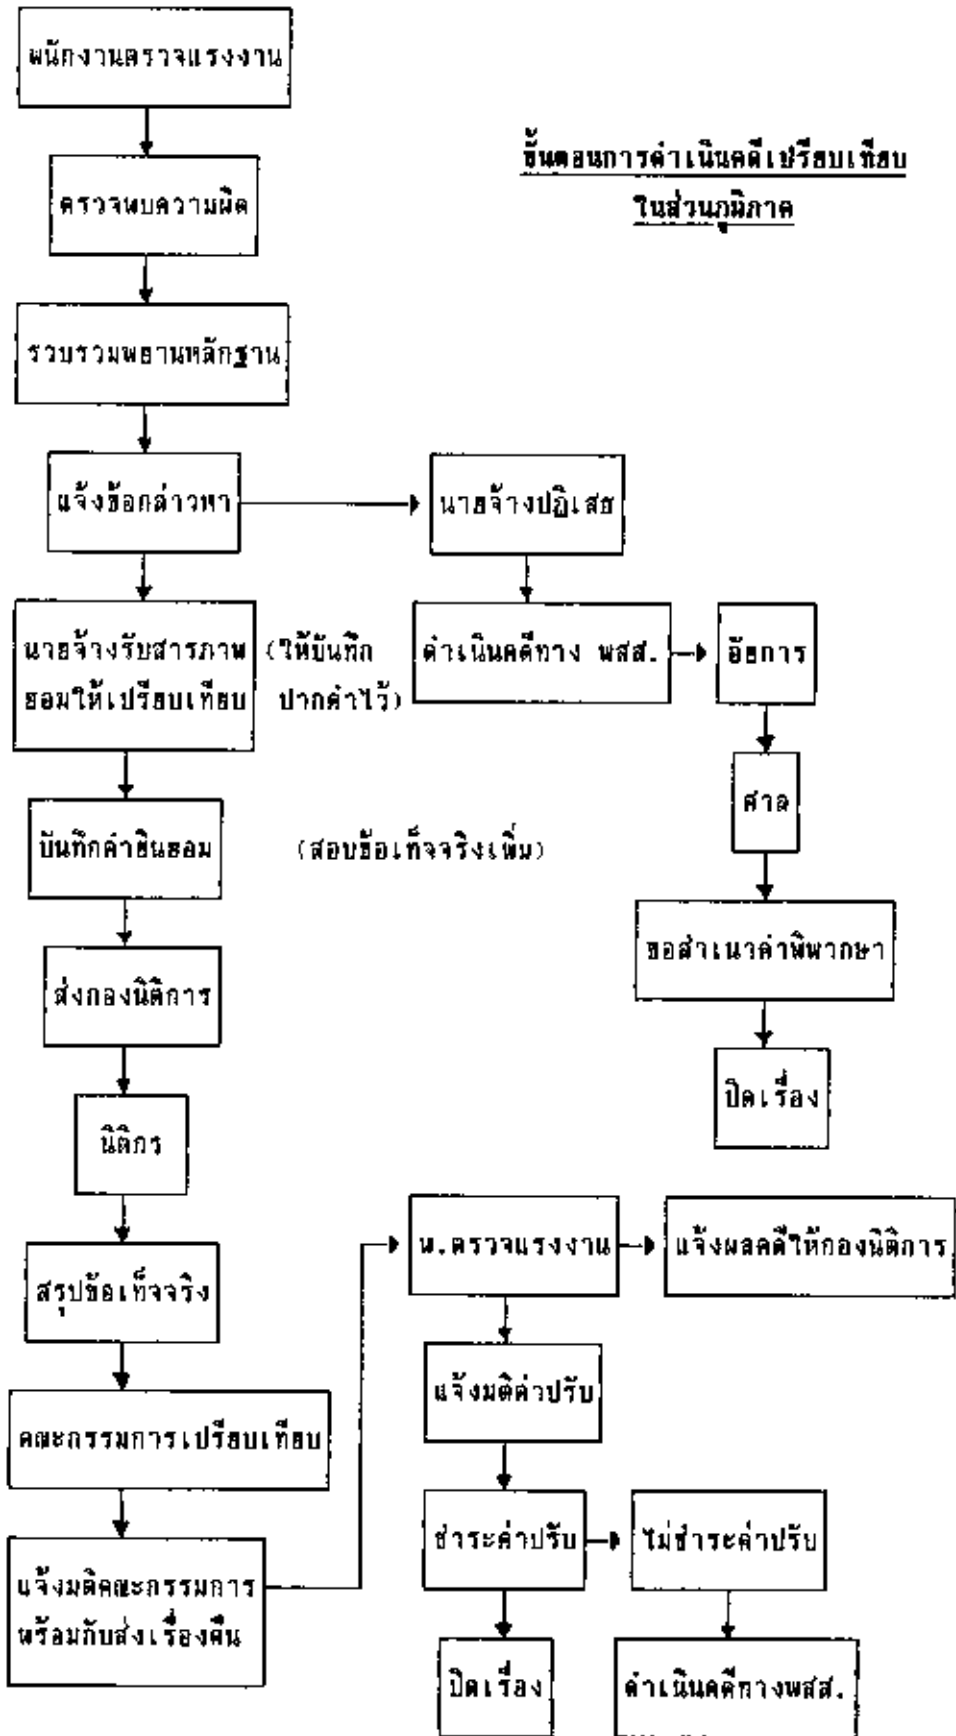 พนักงานตรวจแรงงาน
ขั้นตอนการดำเนินคดีเปรียบเทียบ
ในส่วนภูมิภาค
ตรวจพบความผิด
รวบรวมพยานหลักฐาน
แจ้งข้อกล่าวหา
นายจ้างปฏิเสธ
นายจ้างรับสารภาพ
ยอมให้เปรียบเทียบ
(ให้บันทึก
ปากคำไว้)
ดำเนินคดีทาง พสส.
อัยการ
ศาล
บันทึกคำยินยอม
(สอบข้อเท็จจริงเพิ่ม)
ขอสำเนาคำพิพากษา
ส่งกองนิติการ
ปิดเรื่อง
นิติกร
พ.ตรวจแรงงาน
แจ้งผลคดีให้กองนิติการ
สรุปข้อเท็จจริง
แจ้งมติค่าปรับ
คณะกรรมการเปรียบเทียบ
ชำระค่าปรับ
ไม่ชำระค่าปรับ
แจ้งมติคณะกรรมการ
พร้อมกับส่งเรื่องคืน
ปิดเรื่อง
ดำเนินคดีทางพสส.